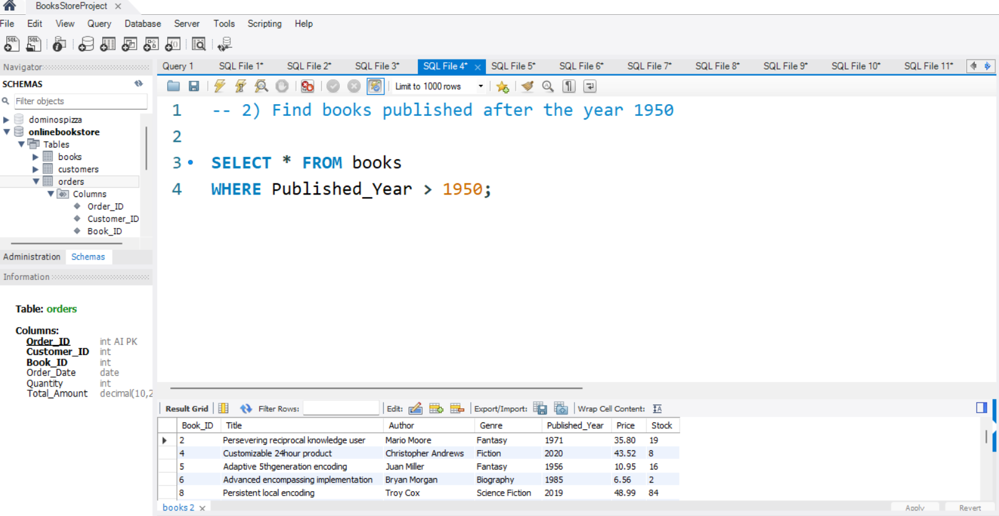 BooksStoreProject
File Edit View Query Database Server Tools Scripting Help
Navigator
SCHEMAS
Filter objects
dominospizza
onlinebookstore
Tables
books
customers
orders
Columns
Order_ID
Customer_ID
Book_ID
Administration Schemas
Information
Table: orders
Columns:
Order_ID int AI PK
Customer_ID int
Book_ID int
Order_Date date
Quantity int
Total_Amount decimal(10,2
Query 1 SQL File 1* SQL File 2* SQL File 3* SQL File 4* SQL File 5* SQL File 6* SQL File 7* SQL File 8* SQL File 9* SQL File 10* SQL File 11*
Limit to 1000 rows
1 -- 2) Find books published after the year 1950
2
3 SELECT * FROM books
4 WHERE Published_Year > 1950;
Result Grid Filter Rows: Edit: Export/Import: Wrap Cell Content:
Book_ID Title Author Genre Published_Year Price Stock
2 Persevering reciprocal knowledge user Mario Moore Fantasy 1971 35.80 19
4 Customizable 24hour product Christopher Andrews Fiction 2020 43.52 8
5 Adaptive 5thgeneration encoding Juan Miller Fantasy 1956 10.95 16
6 Advanced encompassing implementation Bryan Morgan Biography 1985 6.56 2
8 Persistent local encoding Troy Cox Science Fiction 2019 48.99 84
books 2
Apply Revert